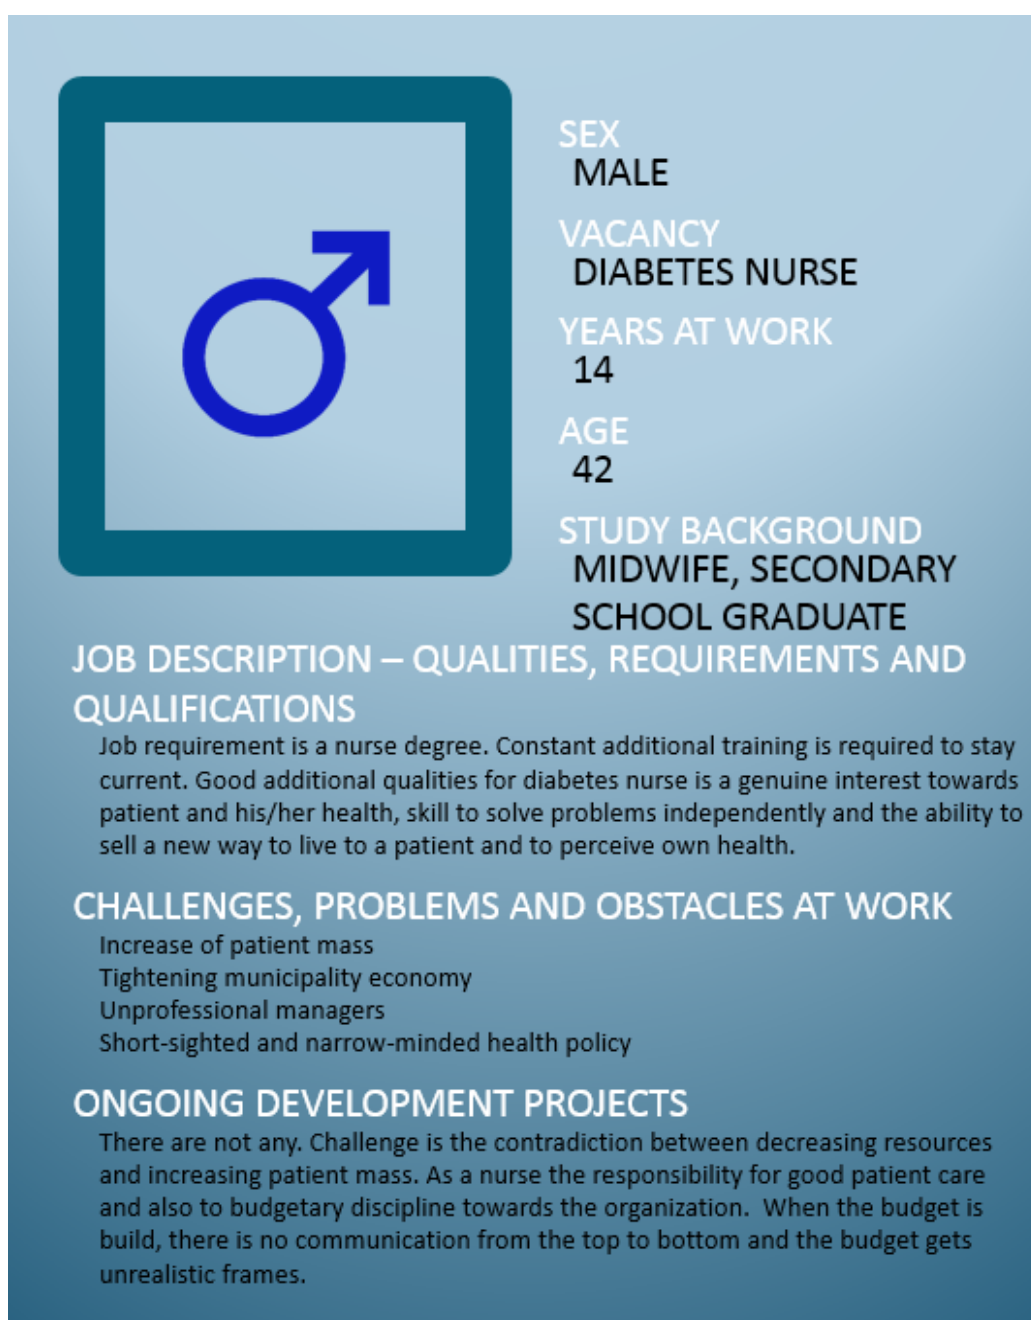 SEX
MALE
VACANCY
DIABETES NURSE
YEARS AT WORK
14
AGE
42
STUDY BACKGROUND
MIDWIFE, SECONDARY
SCHOOL GRADUATE
JOB DESCRIPTION – QUALITIES, REQUIREMENTS AND
QUALIFICATIONS
Job requirement is a nurse degree. Constant additional training is required to stay
current. Good additional qualities for diabetes nurse is a genuine interest towards
patient and his/her health, skill to solve problems independently and the ability to
sell a new way to live to a patient and to perceive own health.
CHALLENGES, PROBLEMS AND OBSTACLES AT WORK
Increase of patient mass
Tightening municipality economy
Unprofessional managers
Short-sighted and narrow-minded health policy
ONGOING DEVELOPMENT PROJECTS
There are not any. Challenge is the contradiction between decreasing resources
and increasing patient mass. As a nurse the responsibility for good patient care
and also to budgetary discipline towards the organization.  When the budget is
build, there is no communication from the top to bottom and the budget gets
unrealistic frames.